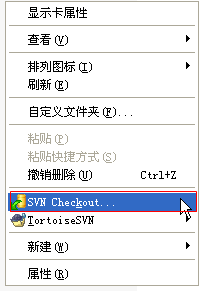 显示卡属性
查看(V)
排列图标(I)
刷新(E)
自定义文件夹(F)...
粘贴(P)
粘贴快捷方式(S)
撤销删除(U) Ctrl+Z
SVN Checkout...
TortoiseSVN
新建(W)
属性(R)